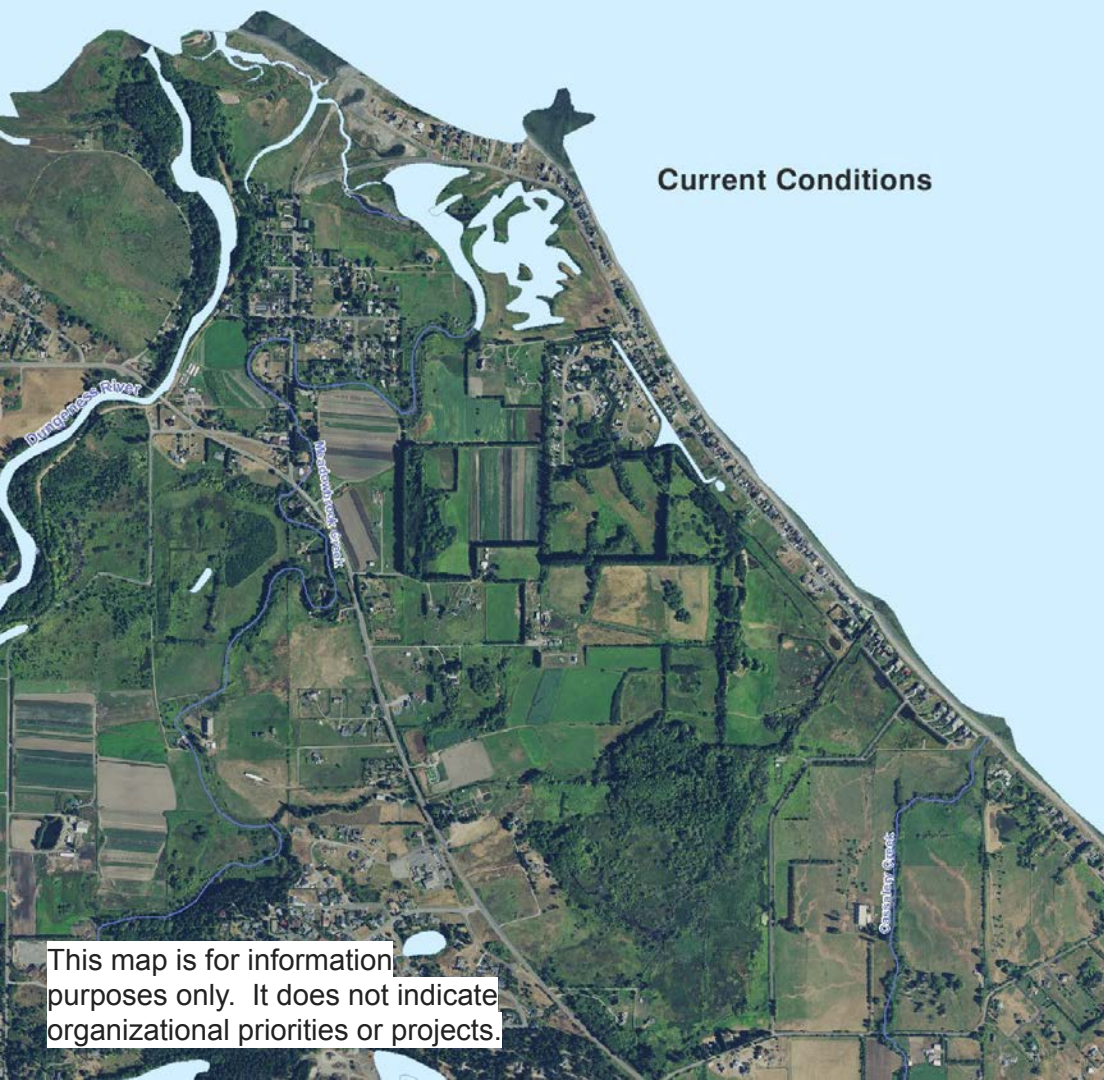 Current Conditions
Dungeness River
Meadowbrook Creek
Cassalery Creek
This map is for information
purposes only.  It does not indicate
organizational priorities or projects.